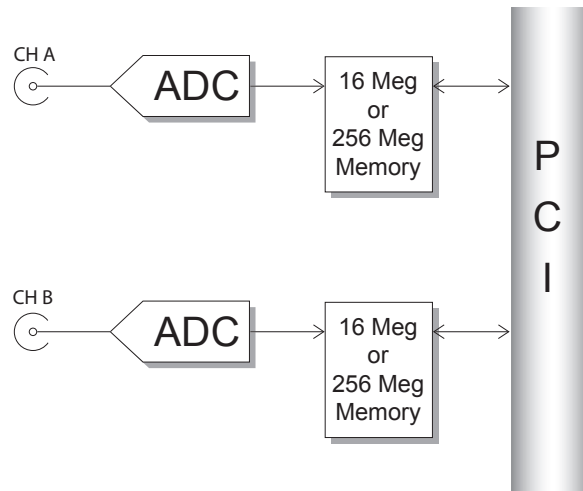 CH A
ADC
16 Meg
or
256 Meg
Memory
P
C
I
CH B
ADC
16 Meg
or
256 Meg
Memory